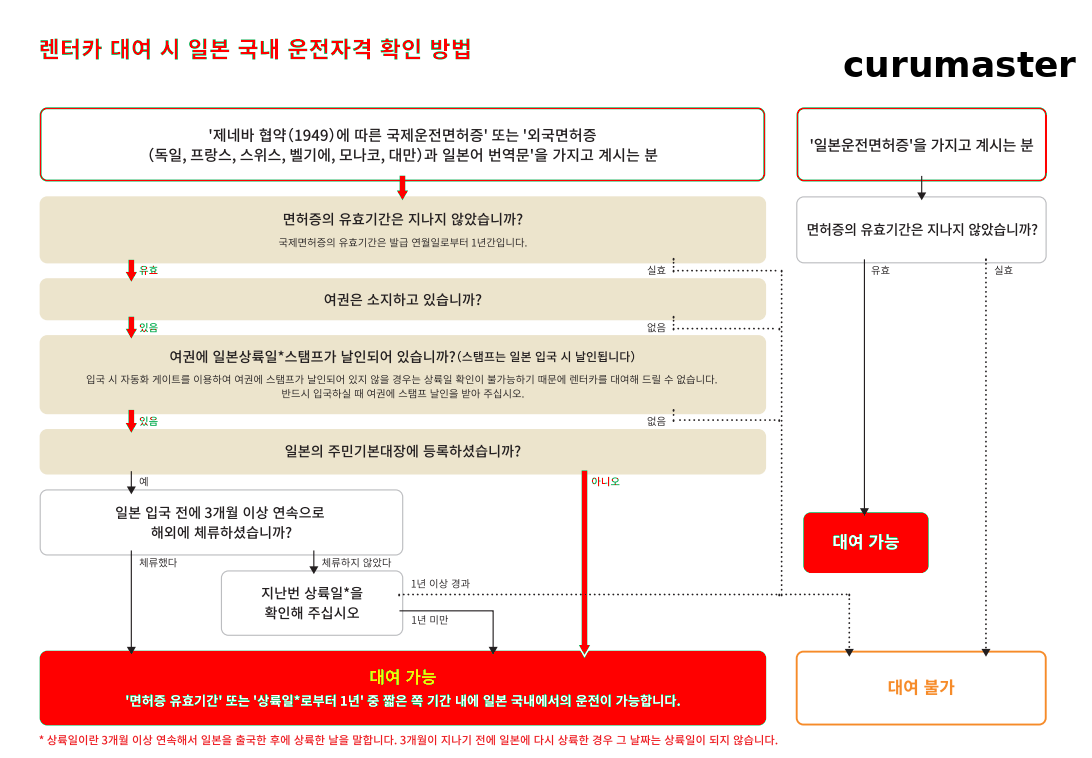 렌터카 대여 시 일본 국내 운전자격 확인 방법
curumaster
'제네바 협약(1949)에 따른 국제운전면허증' 또는 '외국면허증
(독일, 프랑스, 스위스, 벨기에, 모나코, 대만)과 일본어 번역문'을 가지고 계시는 분
'일본운전면허증'을 가지고 계시는 분
면허증의 유효기간은 지나지 않았습니까?
국제면허증의 유효기간은 발급 연월일로부터 1년간입니다.
면허증의 유효기간은 지나지 않았습니까?
유효
실효
유효
실효
여권은 소지하고 있습니까?
있음
없음
여권에 일본상륙일*스탬프가 날인되어 있습니까?(스탬프는 일본 입국 시 날인됩니다)
입국 시 자동화 게이트를 이용하여 여권에 스탬프가 날인되어 있지 않을 경우는 상륙일 확인이 불가능하기 때문에 렌터카를 대여해 드릴 수 없습니다.
반드시 입국하실 때 여권에 스탬프 날인을 받아 주십시오.
있음
없음
일본의 주민기본대장에 등록하셨습니까?
예
아니오
일본 입국 전에 3개월 이상 연속으로
해외에 체류하셨습니까?
대여 가능
체류했다
체류하지 않았다
지난번 상륙일*을
확인해 주십시오
1년 이상 경과
1년 미만
대여 가능
'면허증 유효기간' 또는 '상륙일*로부터 1년' 중 짧은 쪽 기간 내에 일본 국내에서의 운전이 가능합니다.
대여 불가
* 상륙일이란 3개월 이상 연속해서 일본을 출국한 후에 상륙한 날을 말합니다. 3개월이 지나기 전에 일본에 다시 상륙한 경우 그 날짜는 상륙일이 되지 않습니다.